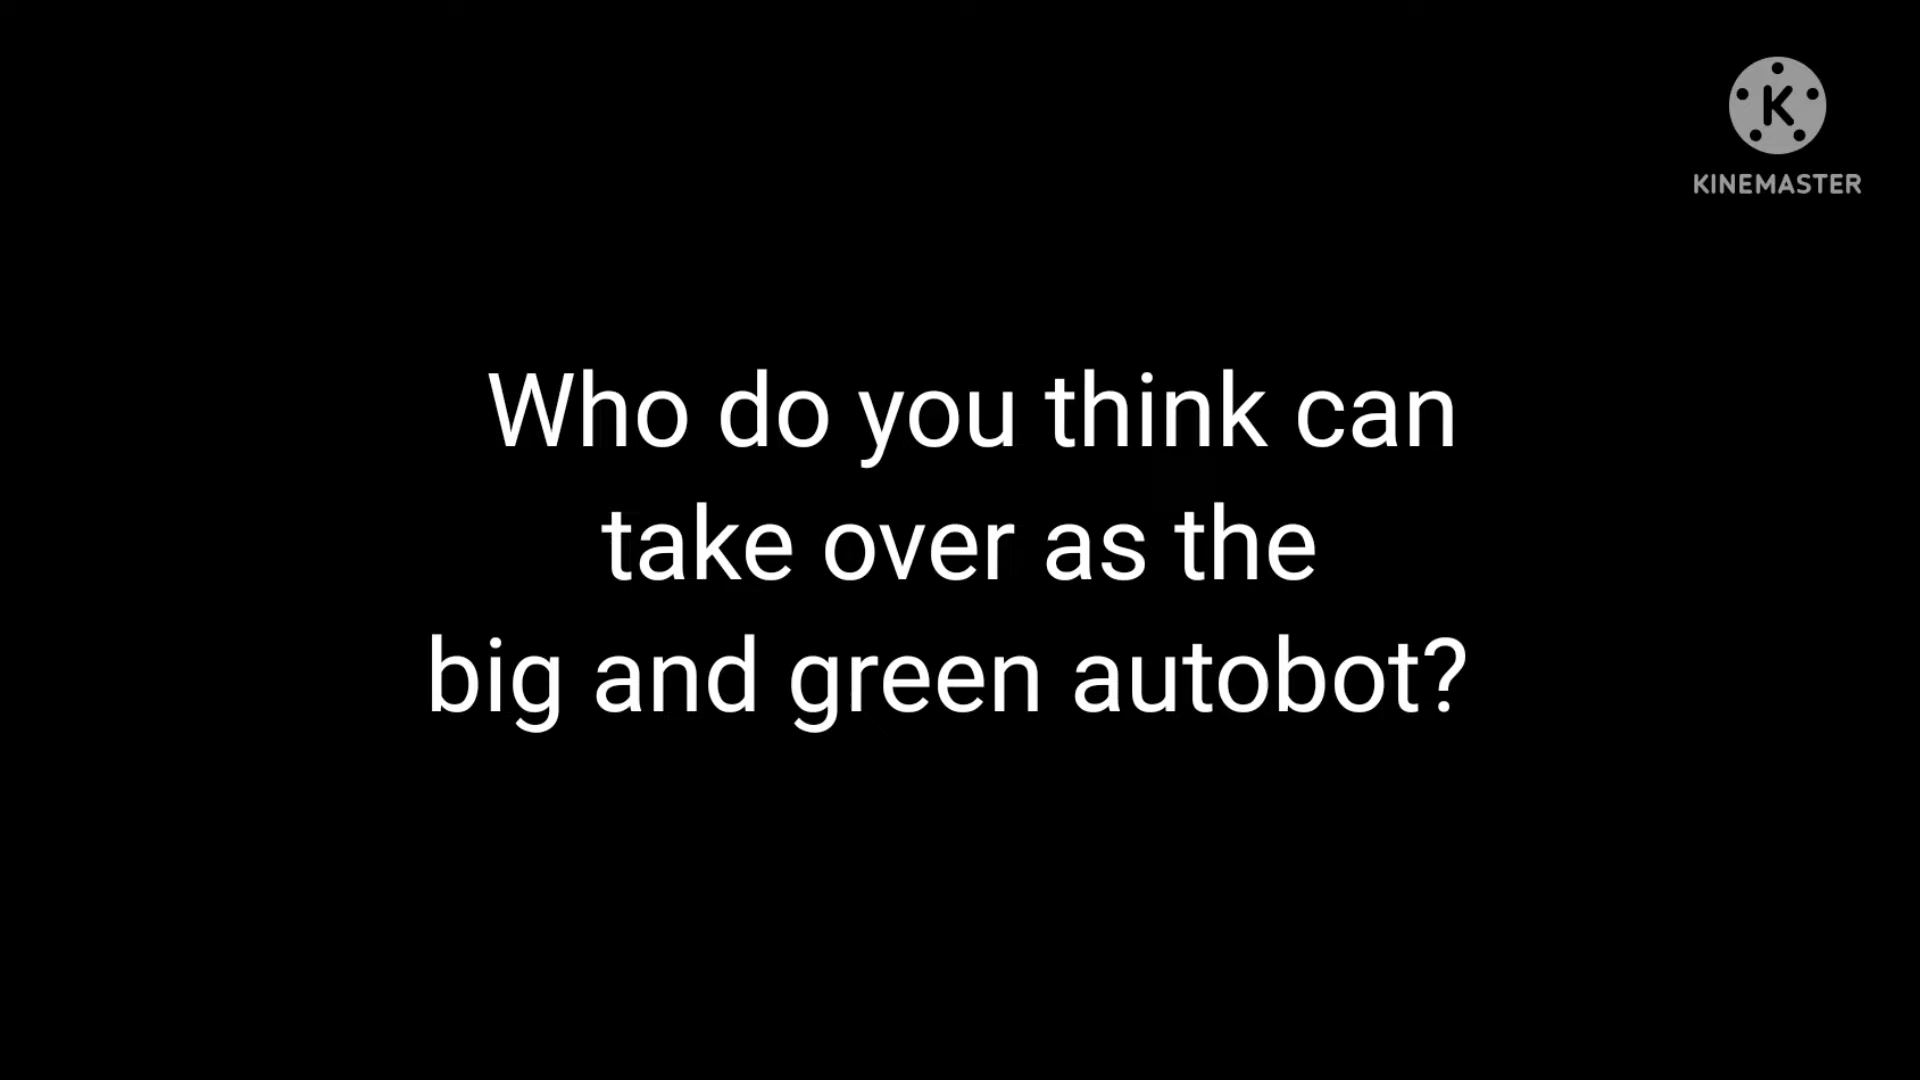 K
KINEMASTER
Who do you think can
take over as the
big and green autobot?